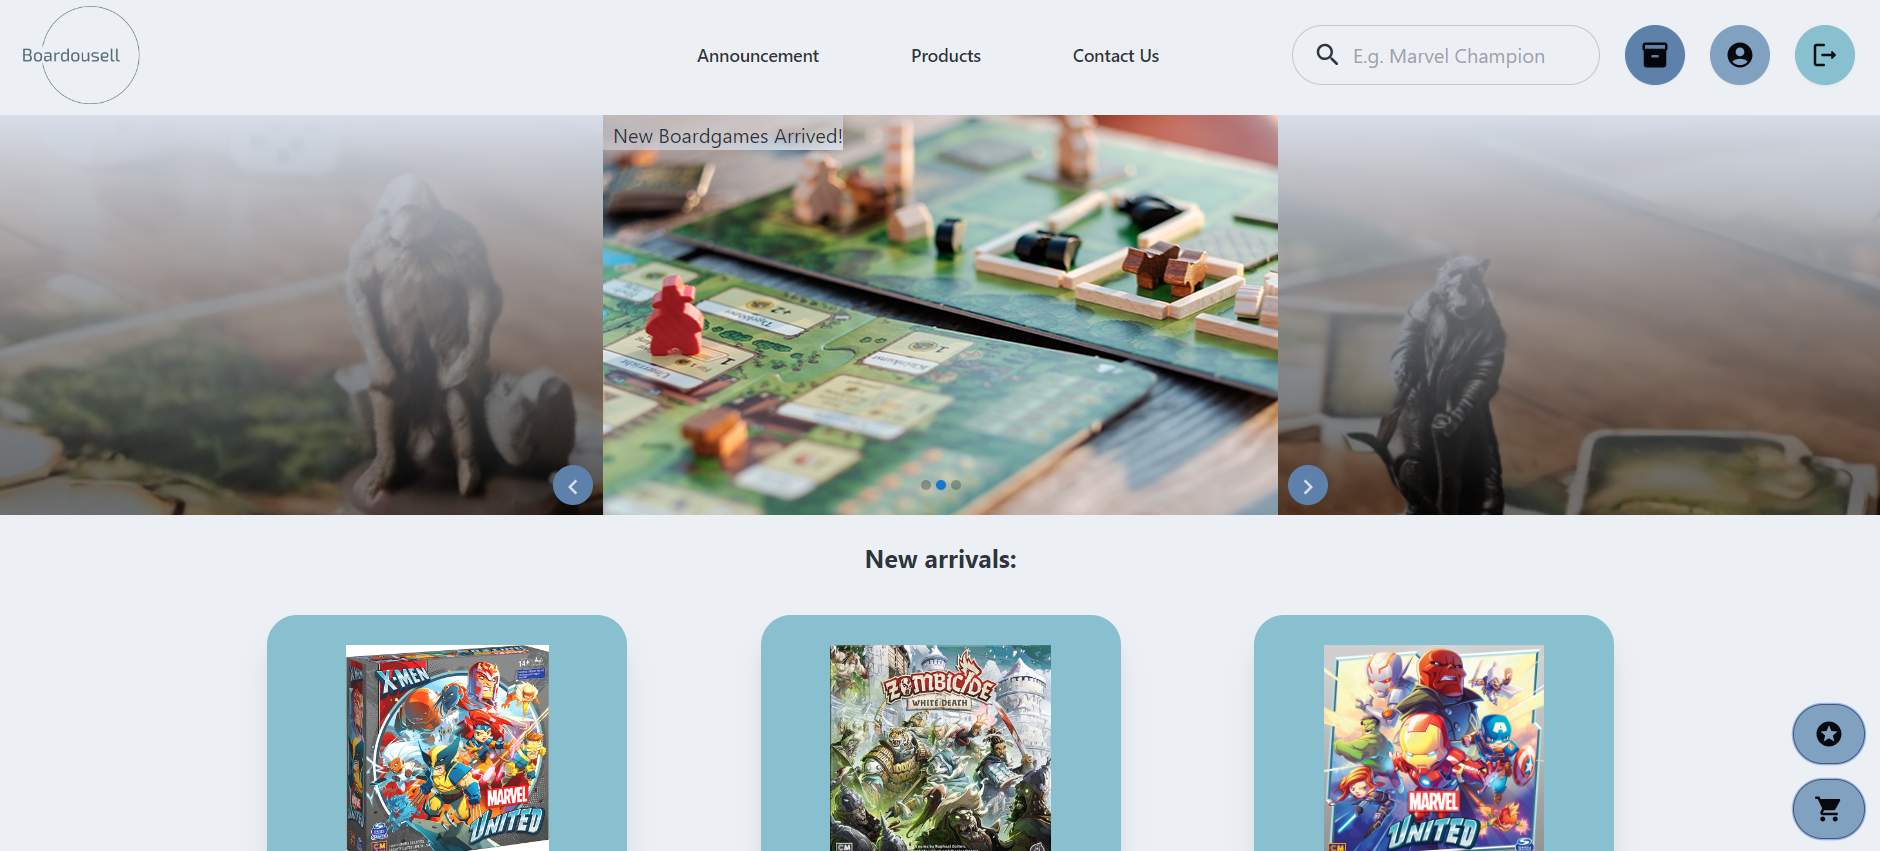 Boardousell
Announcement
Products
Contact Us
E.g. Marvel Champion
New Boardgames Arrived!
New arrivals:
X-MEN
14+
MARVEL
UNITED
ZOMBICIDE
WHITE DEATH
MARVEL
UNITED